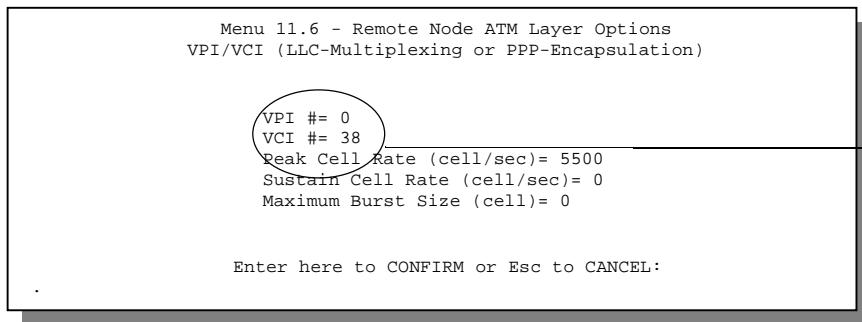 Menu 11.6 - Remote Node ATM Layer Options
VPI/VCI (LLC-Multiplexing or PPP-Encapsulation)
VPI #= 0
VCI #= 38
Peak Cell Rate (cell/sec)= 5500
Sustain Cell Rate (cell/sec)= 0
Maximum Burst Size (cell)= 0
Enter here to CONFIRM or Esc to CANCEL:
.